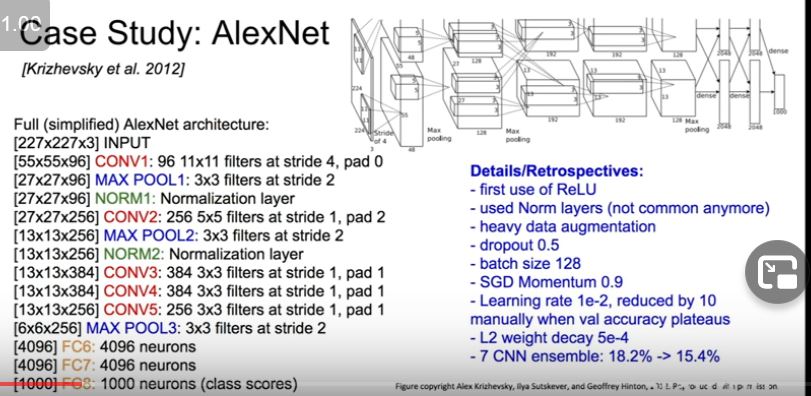 1.00
Case Study: AlexNet
[Krizhevsky et al. 2012]
Full (simplified) AlexNet architecture:
[227x227x3] INPUT
[55x55x96] CONV1: 96 11x11 filters at stride 4, pad 0
[27x27x96] MAX POOL1: 3x3 filters at stride 2
[27x27x96] NORM1: Normalization layer
[27x27x256] CONV2: 256 5x5 filters at stride 1, pad 2
[13x13x256] MAX POOL2: 3x3 filters at stride 2
[13x13x256] NORM2: Normalization layer
[13x13x384] CONV3: 384 3x3 filters at stride 1, pad 1
[13x13x384] CONV4: 384 3x3 filters at stride 1, pad 1
[13x13x256] CONV5: 256 3x3 filters at stride 1, pad 1
[6x6x256] MAX POOL3: 3x3 filters at stride 2
[4096] FC6: 4096 neurons
[4096] FC7: 4096 neurons
[1000] FC8: 1000 neurons (class scores)
11
11
224
224
3
Stride
of 4
55
55
48
48
5
5
Max
pooling
27
27
128
128
3
3
Max
pooling
13
13
192
192
192
192
13
13
128
128
Max
pooling
2048
2048
2048
2048
dense
dense
dense
1000
Details/Retrospectives:
- first use of ReLU
- used Norm layers (not common anymore)
- heavy data augmentation
- dropout 0.5
- batch size 128
- SGD Momentum 0.9
- Learning rate 1e-2, reduced by 10
manually when val accuracy plateaus
- L2 weight decay 5e-4
- 7 CNN ensemble: 18.2% -> 15.4%
Figure copyright Alex Krizhevsky, Ilya Sutskever, and Geoffrey Hinton,